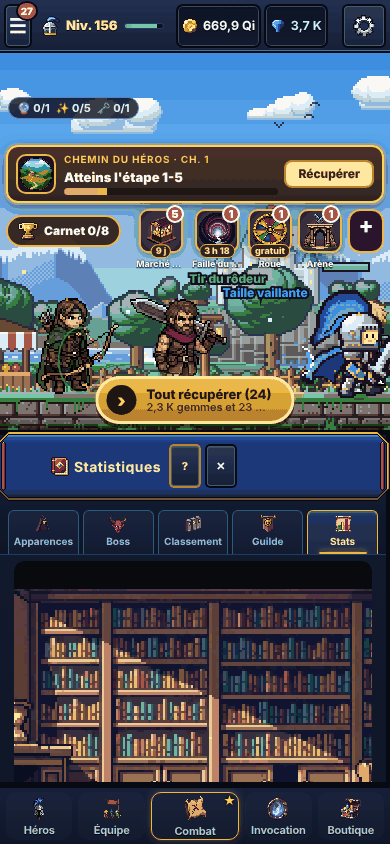 27
Niv. 156
669,9 Qi
3,7 K
0/1 0/5 0/1
CHEMIN DU HÉROS · CH. 1
Atteins l'étape 1-5
Récupérer
Carnet 0/8
5
9 j
Marché ...
1
3 h 18
Faille du ...
1
gratuit
Roue
1
Arène
+
Tir du rôdeur
Taille vaillante
Tout récupérer (24)
2,3 K gemmes et 23 ...
Statistiques
?
×
Apparences
Boss
Classement
Guilde
Stats
Héros
Équipe
Combat
Invocation
Boutique